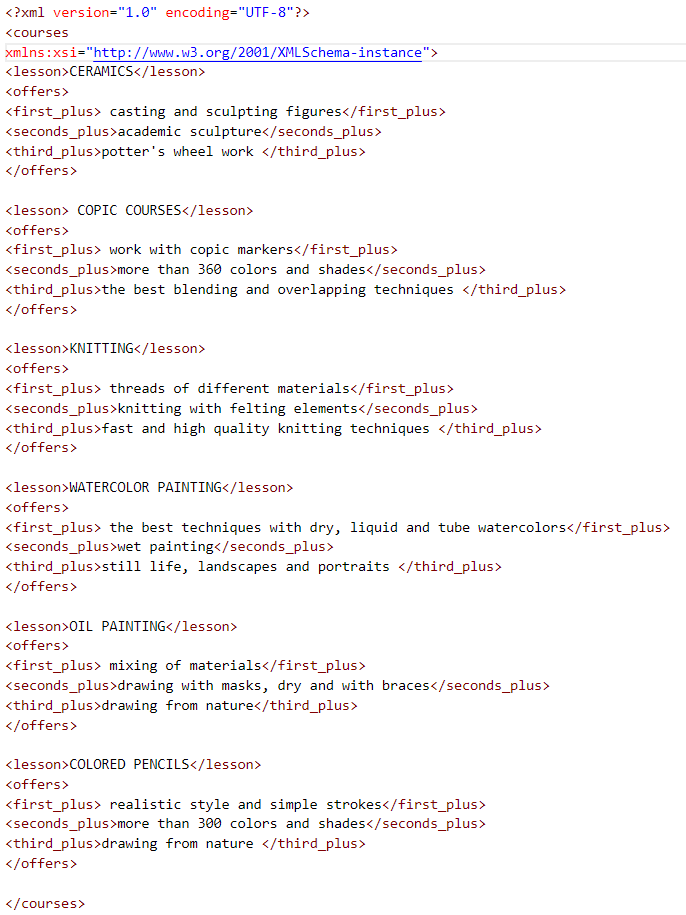 <?xml version="1.0" encoding="UTF-8"?>
<courses
xmlns:xsi="http://www.w3.org/2001/XMLSchema-instance">
<lesson>CERAMICS</lesson>
<offers>
<first_plus> casting and sculpting figures</first_plus>
<seconds_plus>academic sculpture</seconds_plus>
<third_plus>potter's wheel work </third_plus>
</offers>
<lesson> COPIC COURSES</lesson>
<offers>
<first_plus> work with copic markers</first_plus>
<seconds_plus>more than 360 colors and shades</seconds_plus>
<third_plus>the best blending and overlapping techniques </third_plus>
</offers>
<lesson>KNITTING</lesson>
<offers>
<first_plus> threads of different materials</first_plus>
<seconds_plus>knitting with felting elements</seconds_plus>
<third_plus>fast and high quality knitting techniques </third_plus>
</offers>
<lesson>WATERCOLOR PAINTING</lesson>
<offers>
<first_plus> the best techniques with dry, liquid and tube watercolors</first_plus>
<seconds_plus>wet painting</seconds_plus>
<third_plus>still life, landscapes and portraits </third_plus>
</offers>
<lesson>OIL PAINTING</lesson>
<offers>
<first_plus> mixing of materials</first_plus>
<seconds_plus>drawing with masks, dry and with braces</seconds_plus>
<third_plus>drawing from nature</third_plus>
</offers>
<lesson>COLORED PENCILS</lesson>
<offers>
<first_plus> realistic style and simple strokes</first_plus>
<seconds_plus>more than 300 colors and shades</seconds_plus>
<third_plus>drawing from nature </third_plus>
</offers>
</courses>